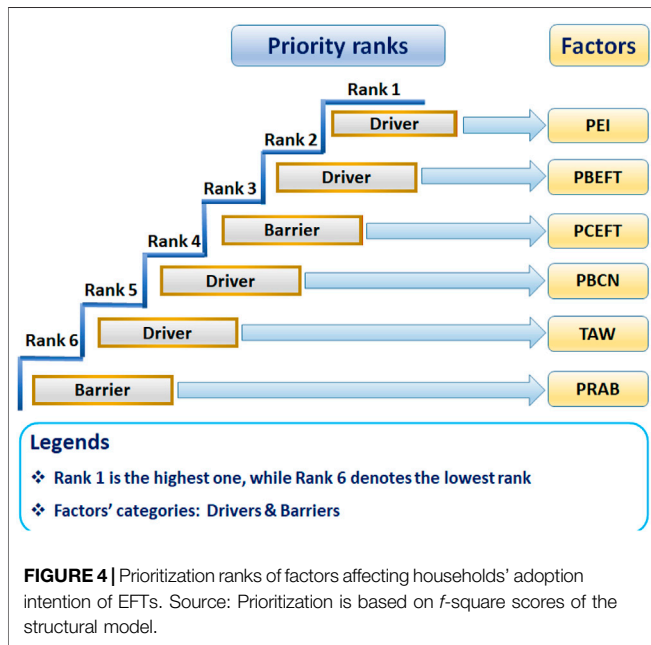 Priority ranks
Factors
Rank 1
Driver
PEI
Rank 2
Driver
PBEFT
Rank 3
Barrier
PCEFT
Rank 4
Driver
PBCN
Rank 5
Driver
TAW
Rank 6
Barrier
PRAB
Legends
❖ Rank 1 is the highest one, while Rank 6 denotes the lowest rank
❖ Factors' categories: Drivers & Barriers
FIGURE 4 | Prioritization ranks of factors affecting households' adoption
intention of EFTs. Source: Prioritization is based on f-square scores of the
structural model.